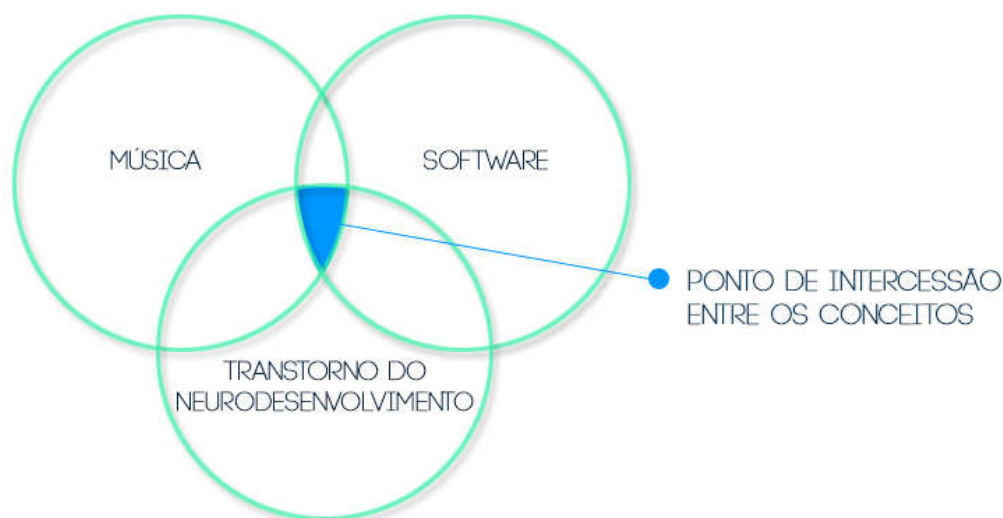 MÚSICA
SOFTWARE
PONTO DE INTERCESSÃO
ENTRE OS CONCEITOS
TRANSTORNO DO
NEURODESENVOLVIMENTO